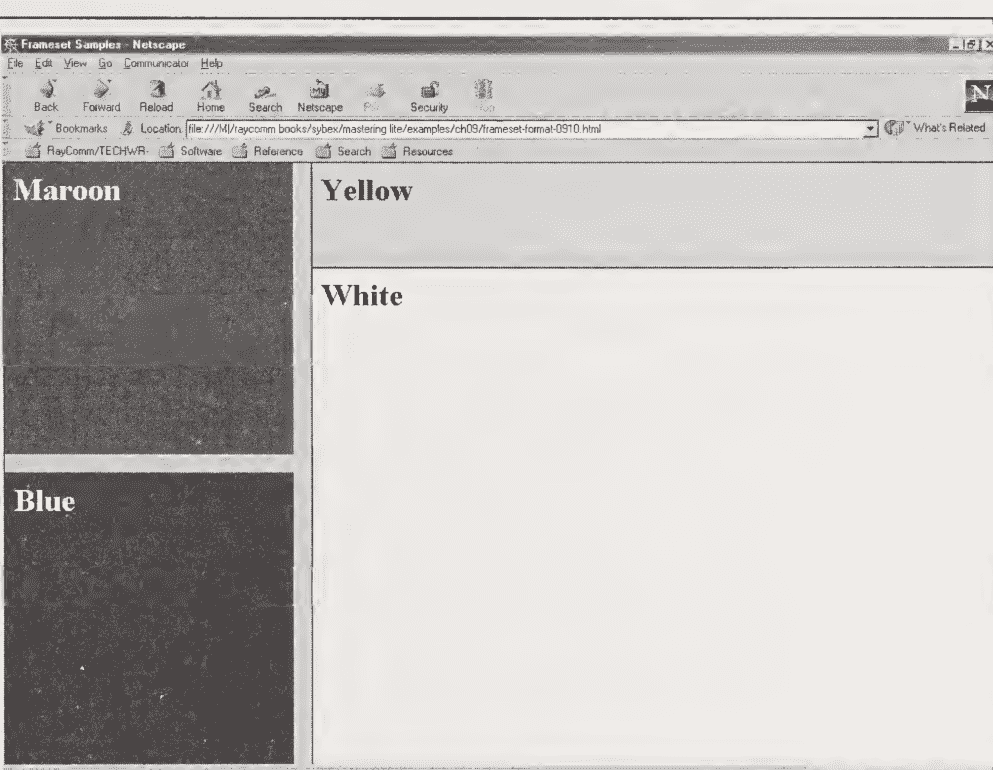 Frameset Samples - Netscape
File Edit View Go Communicator Help
Back Forward Reload Home Search Netscape Security
Bookmarks Location file:///M|/raycomm books/sybex/mastering lite/examples/ch09/frameset-format-0910.html What's Related
RayComm/TECHWR- Software Reference Search Resources
Maroon
Yellow
White
Blue